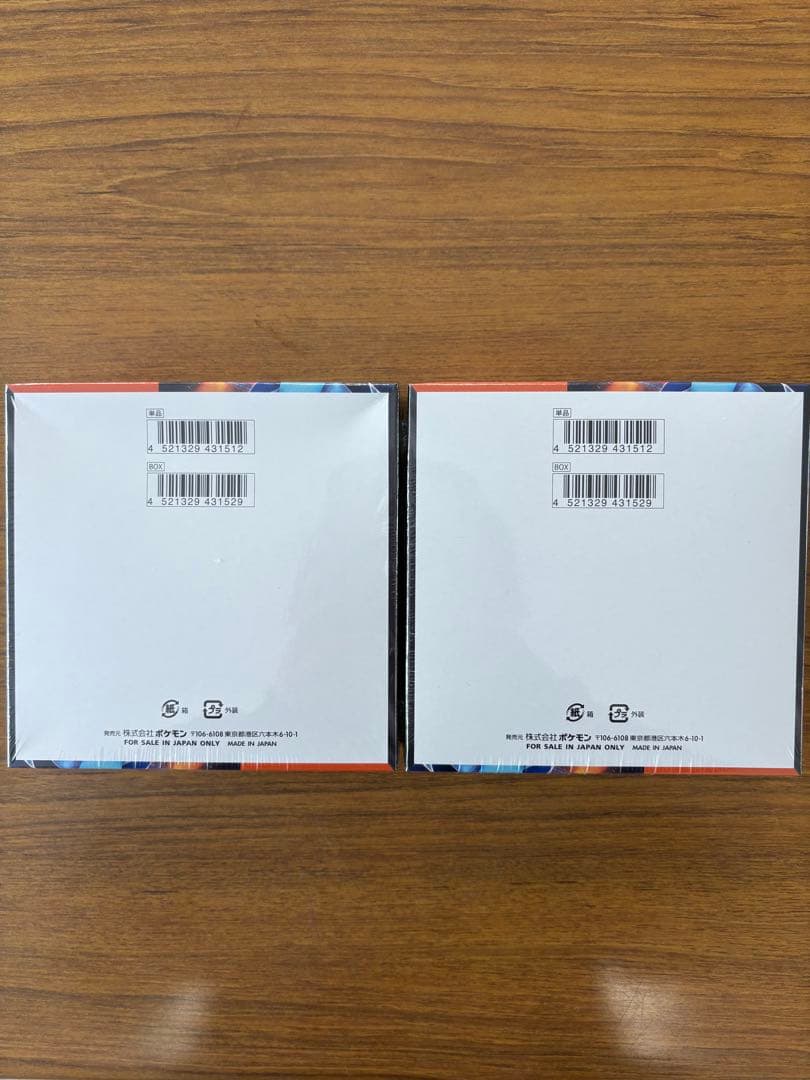 単品
4 521329 431512
BOX
4 521329 431529
紙 箱 プラ 外装
発売元 株式会社ポケモン 〒106-6108 東京都港区六本木6-10-1
FOR SALE IN JAPAN ONLY MADE IN JAPAN
単品
4 521329 431512
BOX
4 521329 431529
紙 箱 プラ 外装
発売元 株式会社ポケモン 〒106-6108 東京都港区六本木6-10-1
FOR SALE IN JAPAN ONLY MADE IN JAPAN